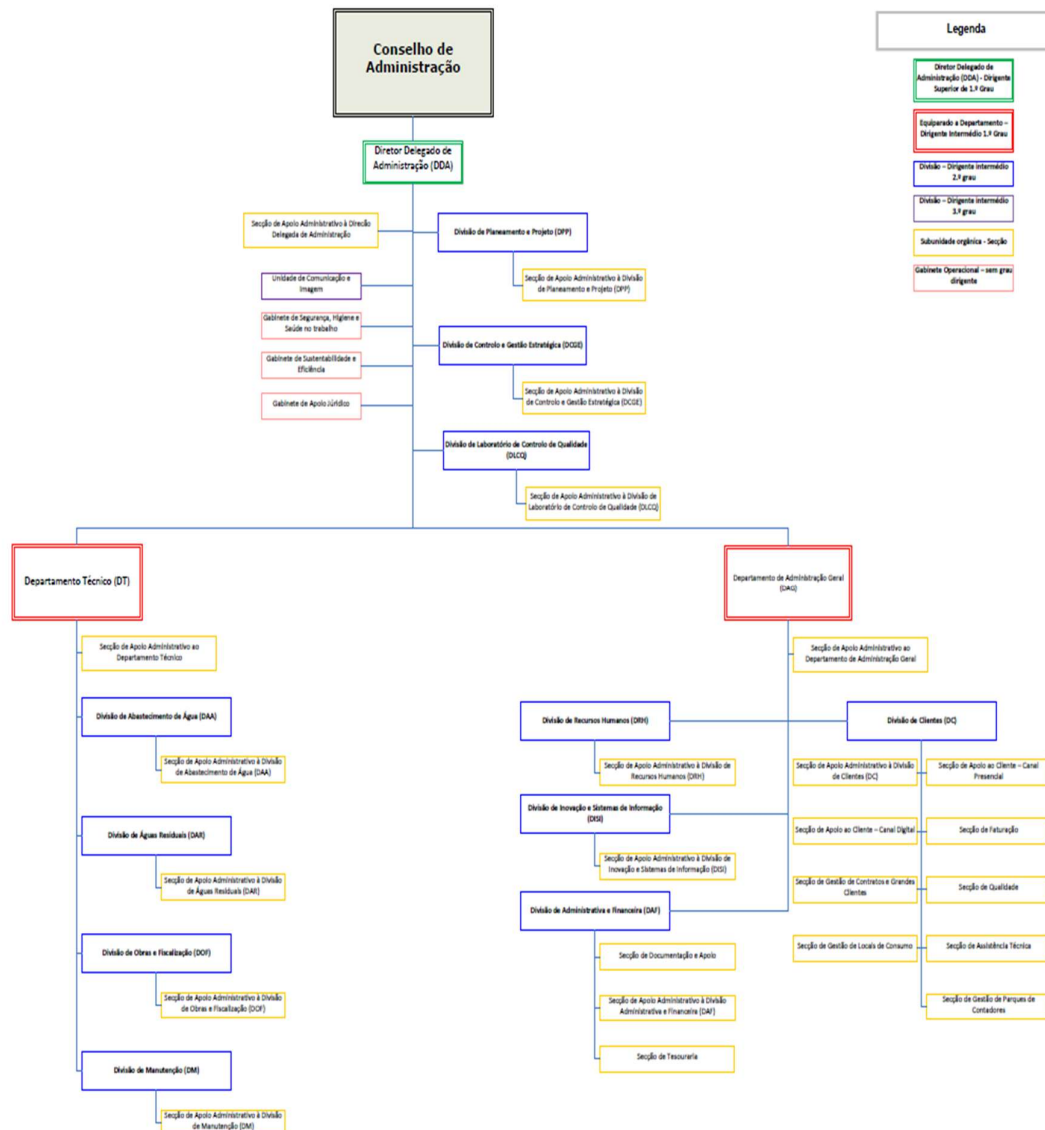 Conselho de
Administração
Legenda
Diretor Delegado de
Administração (DDA) - Dirigente
Superior de 1.º Grau
Equiparado a Departamento –
Dirigente Intermédio 1.º Grau
Divisão – Dirigente intermédio
2.º grau
Divisão – Dirigente intermédio
3.º grau
Subunidade orgânica - Secção
Gabinete Operacional – sem grau
dirigente
Diretor Delegado de
Administração (DDA)
Secção de Apoio Administrativo à Direcão
Delegada de Administração
Divisão de Planeamento e Projeto (DPP)
Unidade de Comunicação e
Imagem
Secção de Apoio Administrativo à Divisão
de Planeamento e Projeto (DPP)
Gabinete de Segurança, Higiene e
Saúde no trabalho
Divisão de Controlo e Gestão Estratégica (DCGE)
Gabinete de Sustentabilidade e
Eficiência
Secção de Apoio Administrativo à Divisão
de Controlo e Gestão Estratégica (DCGE)
Gabinete de Apoio Júrídico
Divisão de Laboratório de Controlo de Qualidade
(DLCQ)
Secção de Apoio Administrativo à Divisão de
Laboratório de Controlo de Qualidade (DLCQ)
Departamento Técnico (DT)
Departamento de Administração Geral
(DAG)
Secção de Apoio Administrativo ao
Departamento Técnico
Secção de Apoio Administrativo ao
Departamento de Administração Geral
Divisão de Abastecimento de Água (DAA)
Secção de Apoio Administrativo à Divisão
de Abastecimento de Água (DAA)
Divisão de Águas Residuais (DAR)
Secção de Apoio Administrativo à Divisão
de Águas Residuais (DAR)
Divisão de Obras e Fiscalização (DOF)
Secção de Apoio Administrativo à Divisão
de Obras e Fiscalização (DOF)
Divisão de Manutenção (DM)
Secção de Apoio Administrativo à Divisão
de Manutenção (DM)
Divisão de Recursos Humanos (DRH)
Secção de Apoio Administrativo à Divisão de
Recursos Humanos (DRH)
Divisão de Inovação e Sistemas de Informação
(DISI)
Secção de Apoio Administrativo à Divisão de
Inovação e Sistemas de Informação (DISI)
Divisão de Administrativa e Financeira (DAF)
Secção de Documentação e Apoio
Secção de Apoio Administrativo à Divisão
Administrativa e Financeira (DAF)
Secção de Tesouraria
Divisão de Clientes (DC)
Secção de Apoio Administrativo à Divisão
de Clientes (DC)
Secção de Apoio ao Cliente – Canal
Presencial
Secção de Apoio ao Cliente – Canal Digital
Secção de Faturação
Secção de Gestão de Contratos e Grandes
Clientes
Secção de Qualidade
Secção de Gestão de Locais de Consumo
Secção de Assistência Técnica
Secção de Gestão de Parques de
Contadores